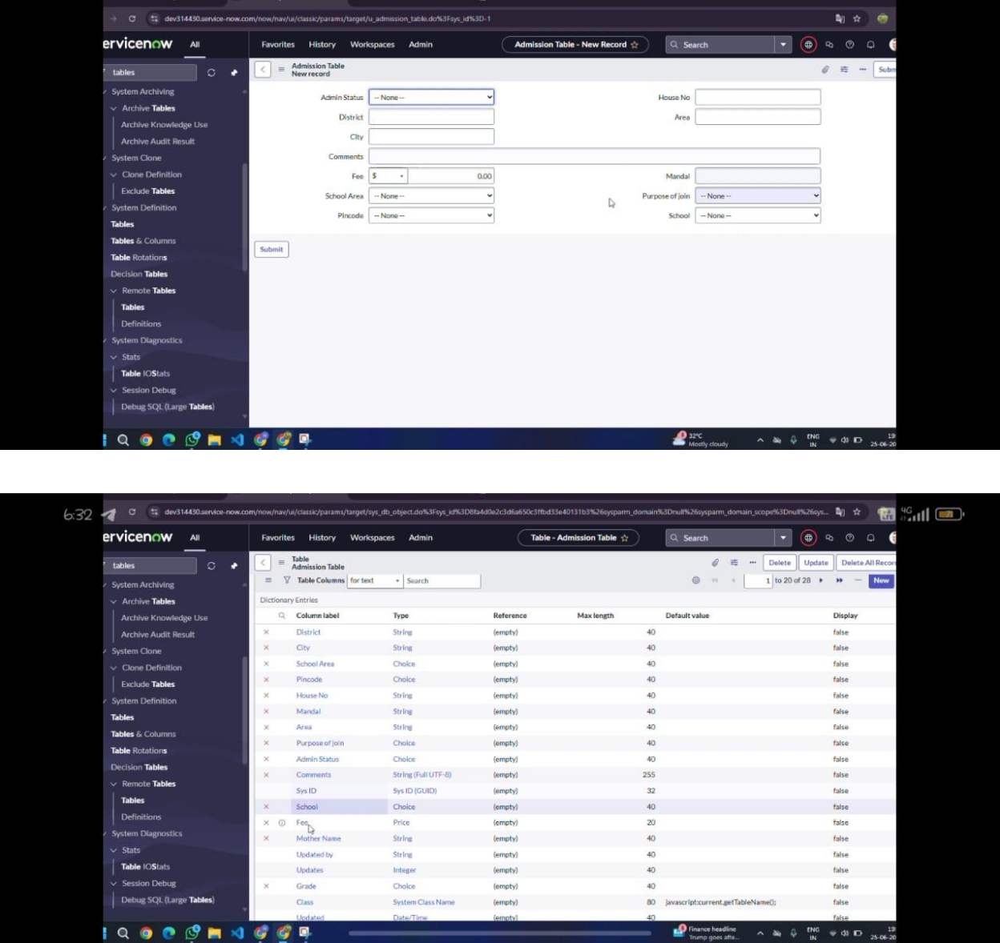 dev314430.service-now.com/now/nav/ui/classic/params/target/u_admission_table.do%3Fsys_id%3D-1
ervicenow All Favorites History Workspaces Admin Admission Table - New Record Search
tables
System Archiving
Archive Tables
Archive Knowledge Use
Archive Audit Result
System Clone
Clone Definition
Exclude Tables
System Definition
Tables
Tables & Columns
Table Rotations
Decision Tables
Remote Tables
Tables
Definitions
System Diagnostics
Stats
Table IOStats
Session Debug
Debug SQL (Large Tables)
Admission Table
New record
Subm
Admin Status -- None -- House No
District Area
City
Comments
Fee $ 0.00 Mandal
School Area -- None -- Purpose of join -- None --
Pincode -- None -- School -- None --
Submit
32°C
Mostly cloudy
ENG
IN
25-06-20
6:32 dev314430.service-now.com/now/nav/ui/classic/params/target/sys_db_object.do%3Fsys_id%3D8fa4d0e2c3d6a650c3ffbd33e40131b3%26sysparm_domain%3Dnull%26sysparm_domain_scope%3Dnull%26sys... 4G
ervicenow All Favorites History Workspaces Admin Table - Admission Table Search
tables
System Archiving
Archive Tables
Archive Knowledge Use
Archive Audit Result
System Clone
Clone Definition
Exclude Tables
System Definition
Tables
Tables & Columns
Table Rotations
Decision Tables
Remote Tables
Tables
Definitions
System Diagnostics
Stats
Table IOStats
Session Debug
Debug SQL (Large Tables)
Table
Admission Table
Delete Update Delete All Recor
Table Columns for text Search 1 to 20 of 28 New
Dictionary Entries
Column label Type Reference Max length Default value Display
District String (empty) 40 false
City String (empty) 40 false
School Area Choice (empty) 40 false
Pincode Choice (empty) 40 false
House No String (empty) 40 false
Mandal String (empty) 40 false
Area String (empty) 40 false
Purpose of join Choice (empty) 40 false
Admin Status Choice (empty) 40 false
Comments String (Full UTF-8) (empty) 255 false
Sys ID Sys ID (GUID) (empty) 32 false
School Choice (empty) 40 false
Fee Price (empty) 20 false
Mother Name String (empty) 40 false
Updated by String (empty) 40 false
Updates Integer (empty) 40 false
Grade Choice (empty) 40 false
Class System Class Name (empty) 80 javascript:current.getTableName(); false
Updated Date/Time (empty) 40 false
Finance headline
Trump goes afte...
ENG
IN
25-06-20